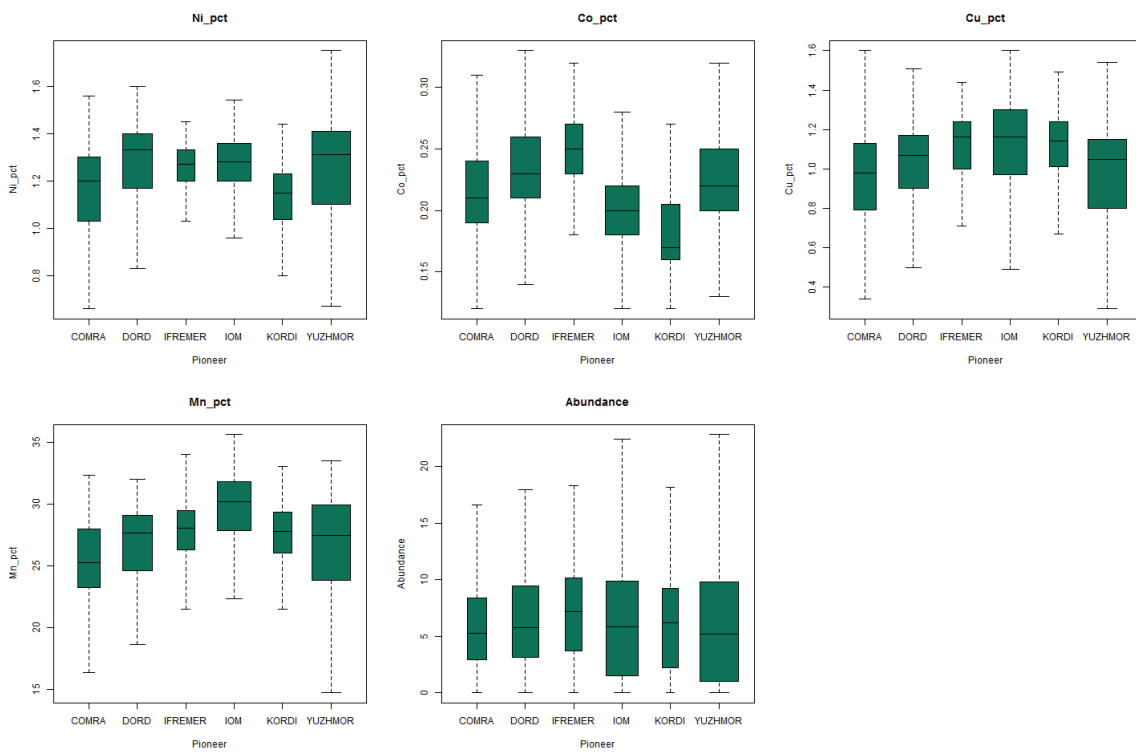 Ni_pct
Co_pct
Cu_pct
Ni_pct
0.8 1.0 1.2 1.4 1.6
COMRA DORD IFREMER IOM KORDI YUZHMOR
Pioneer
Co_pct
0.15 0.20 0.25 0.30
COMRA DORD IFREMER IOM KORDI YUZHMOR
Pioneer
Cu_pct
0.4 0.6 0.8 1.0 1.2 1.4 1.6
COMRA DORD IFREMER IOM KORDI YUZHMOR
Pioneer
Mn_pct
Abundance
Mn_pct
15 20 25 30 35
COMRA DORD IFREMER IOM KORDI YUZHMOR
Pioneer
Abundance
0 5 10 15 20
COMRA DORD IFREMER IOM KORDI YUZHMOR
Pioneer